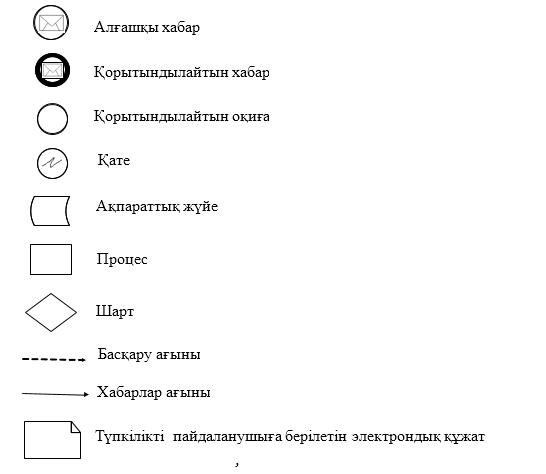 Алғашқы хабар
Қорытындылайтын хабар
Қорытындылайтын оқиға
Қате
Ақпараттық жүйе
Процес
Шарт
Басқару ағыны
Хабарлар ағыны
Түпкілікті пайдаланушыға берілетін электрондық құжат
,